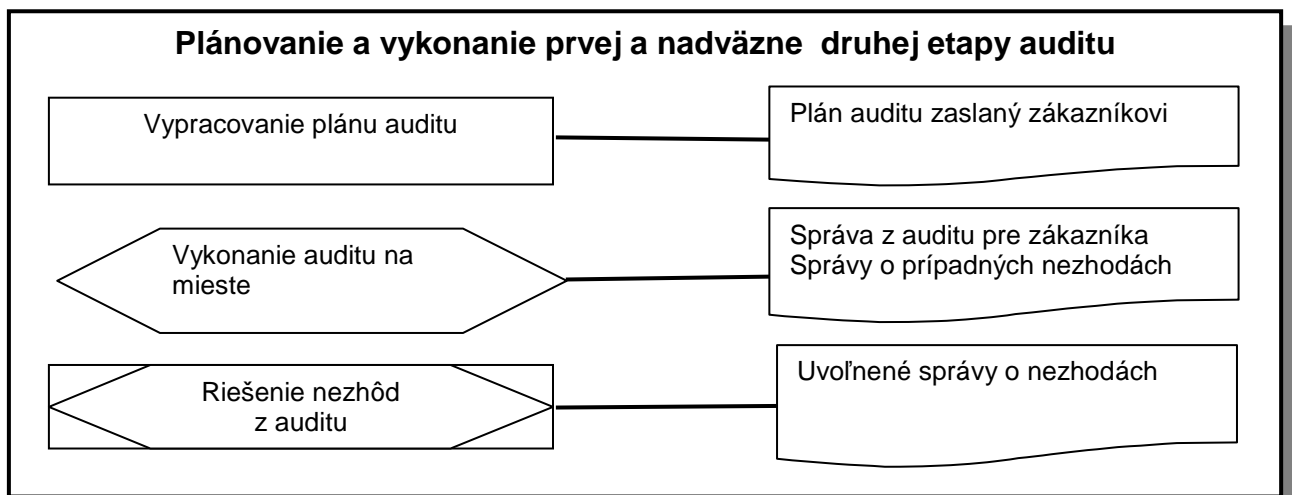 Plánovanie a vykonanie prvej a nadväzne druhej etapy auditu
Vypracovanie plánu auditu
Plán auditu zaslaný zákazníkovi
Vykonanie auditu na
mieste
Správa z auditu pre zákazníka
Správy o prípadných nezhodách
Riešenie nezhôd
z auditu
Uvoľnené správy o nezhodách